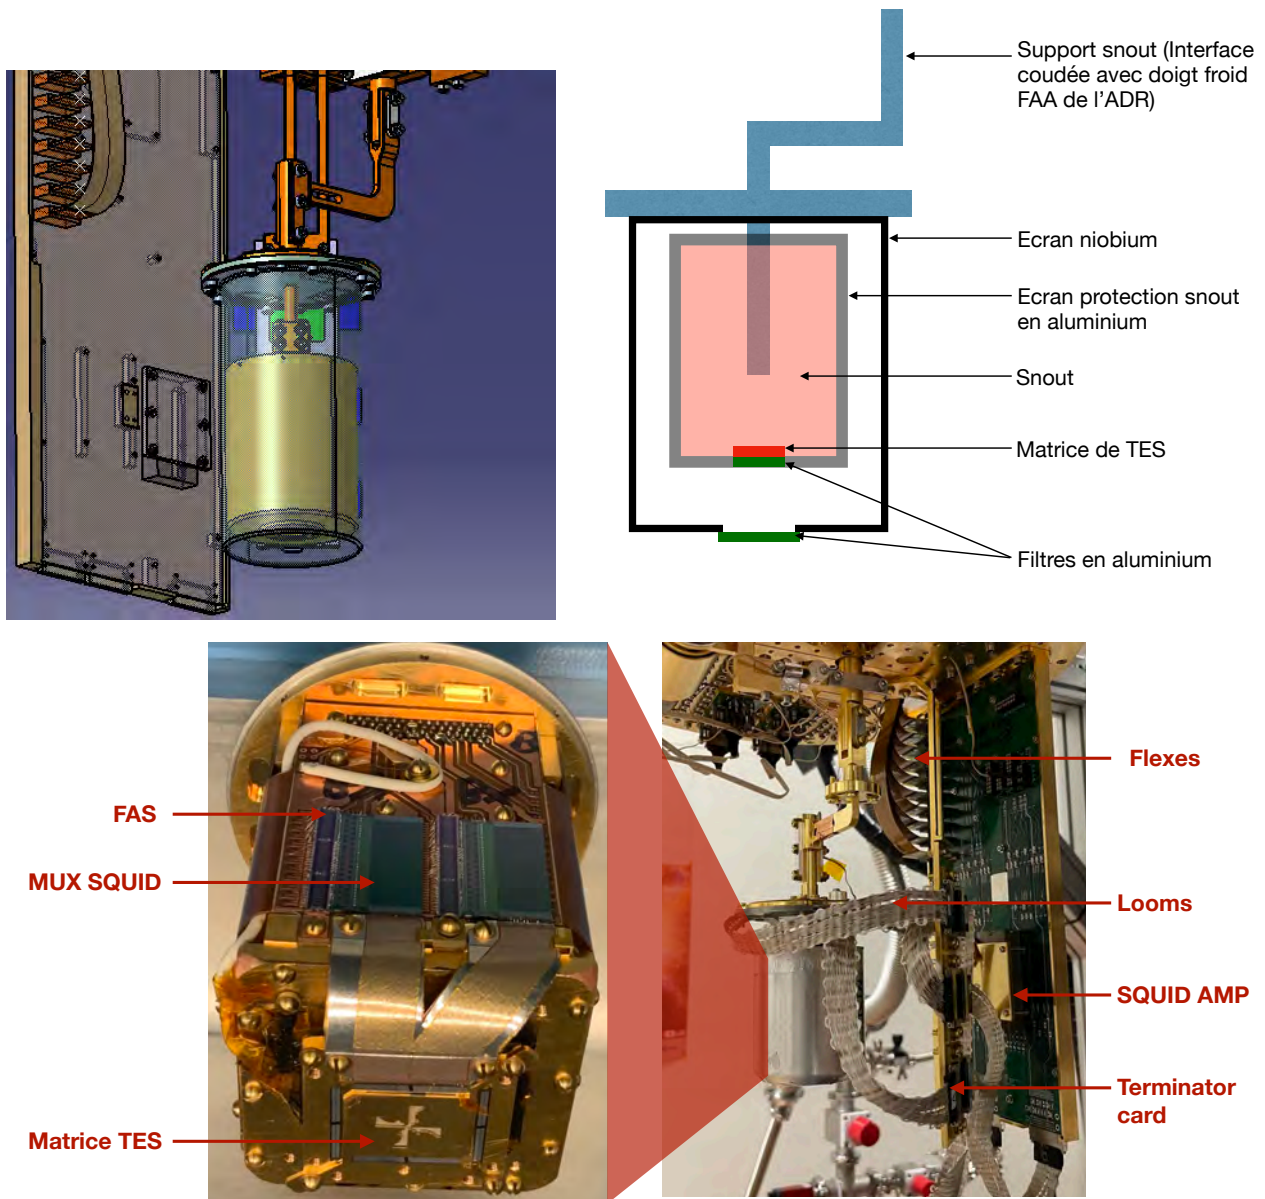 Support snout (Interface
coudée avec doigt froid
FAA de l'ADR)
Ecran niobium
Ecran protection snout
en aluminium
Snout
Matrice de TES
Filtres en aluminium
FAS
MUX SQUID
Matrice TES
Flexes
Looms
SQUID AMP
Terminator
card